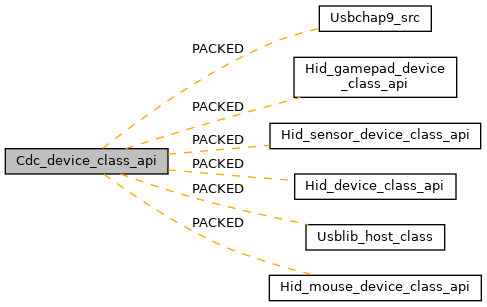 Usbchap9_src
PACKED
Hid_gamepad_device
_class_api
PACKED
Hid_sensor_device_class_api
PACKED
Cdc_device_class_api
PACKED
Hid_device_class_api
PACKED
Usblib_host_class
PACKED
Hid_mouse_device_class_api